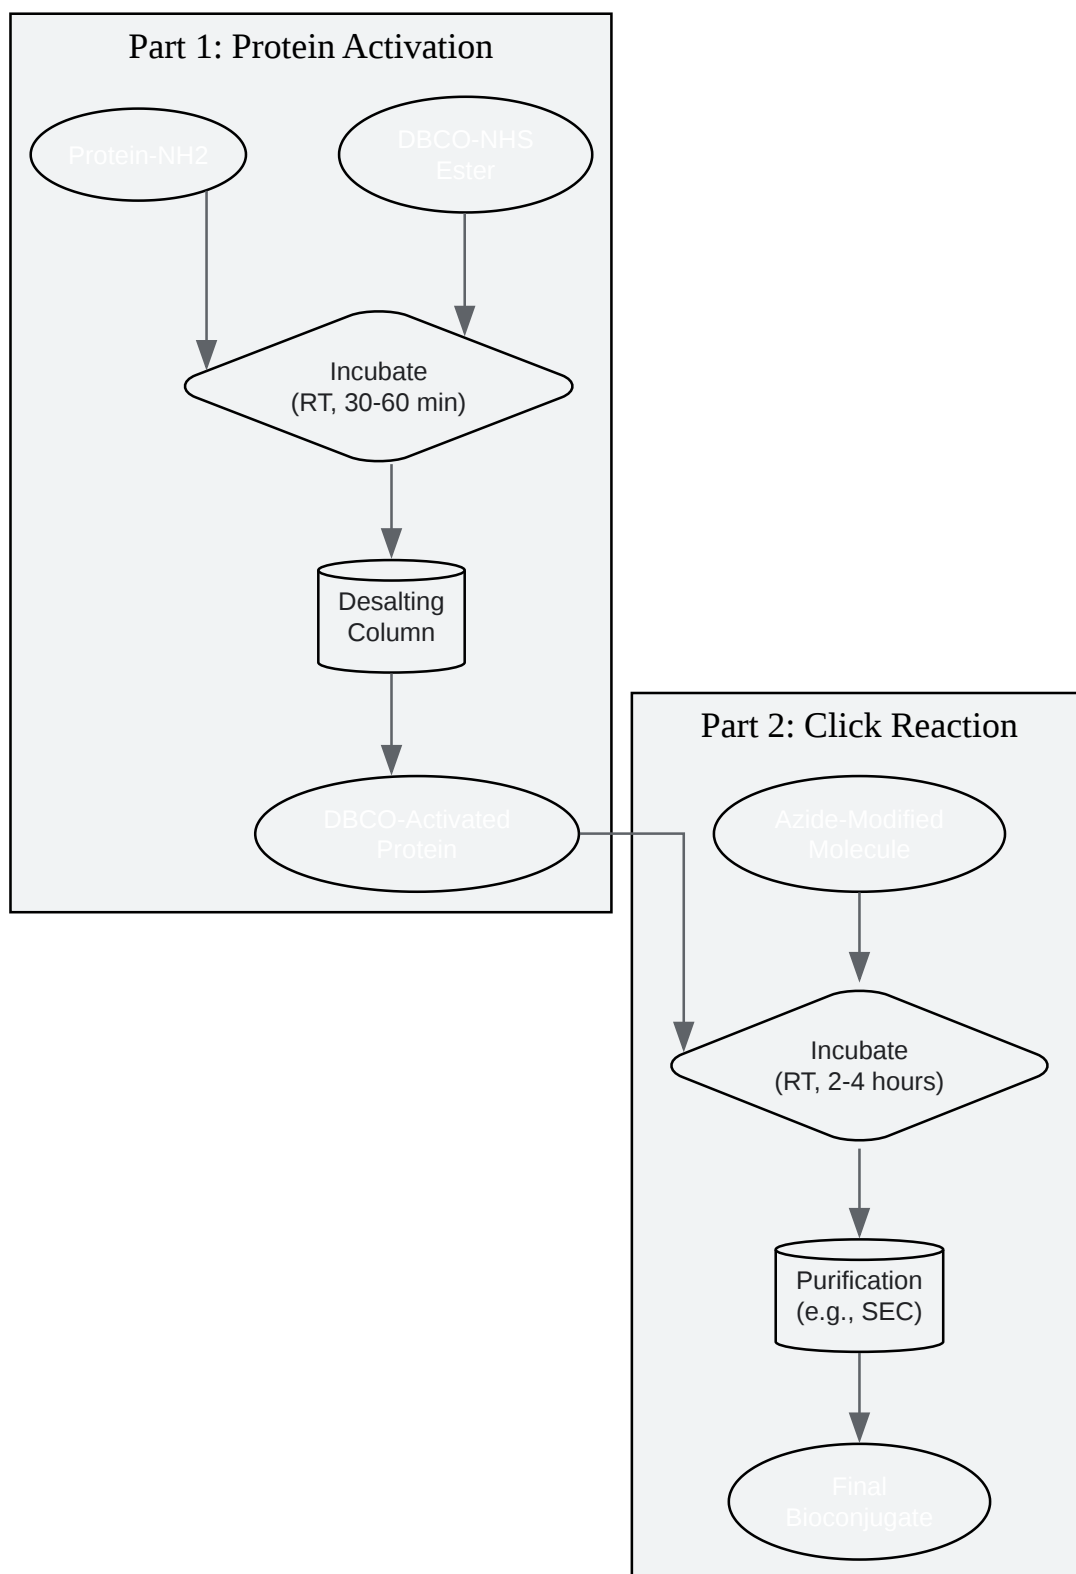 Part 1: Protein Activation
Protein-NH2
DBCO-NHS
Ester
Incubate
(RT, 30-60 min)
Desalting
Column
DBCO-Activated
Protein
Part 2: Click Reaction
Azide-Modified
Molecule
Incubate
(RT, 2-4 hours)
Purification
(e.g., SEC)
Final
Bioconjugate